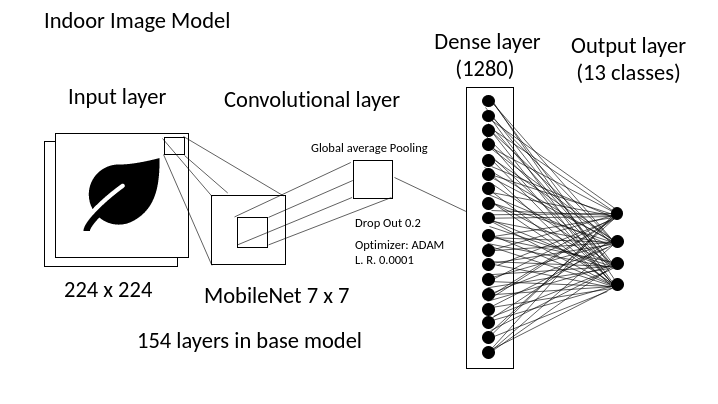 Indoor Image Model
Dense layer
(1280)
Output layer
(13 classes)
Input layer
Convolutional layer
Global average Pooling
Drop Out 0.2
Optimizer: ADAM
L. R. 0.0001
224 x 224
MobileNet 7 x 7
154 layers in base model